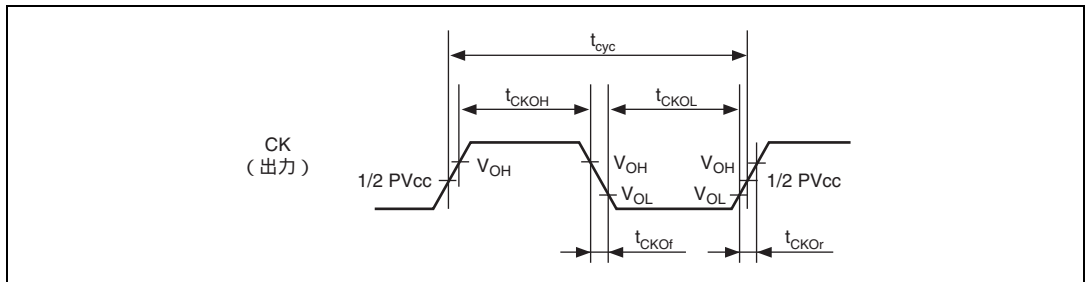 tcyc
tCKOH
tCKOL
CK
（出力）
1/2 PVcc
VOH
VOH
VOL
VOH
VOL
1/2 PVcc
tCKOf
tCKOr